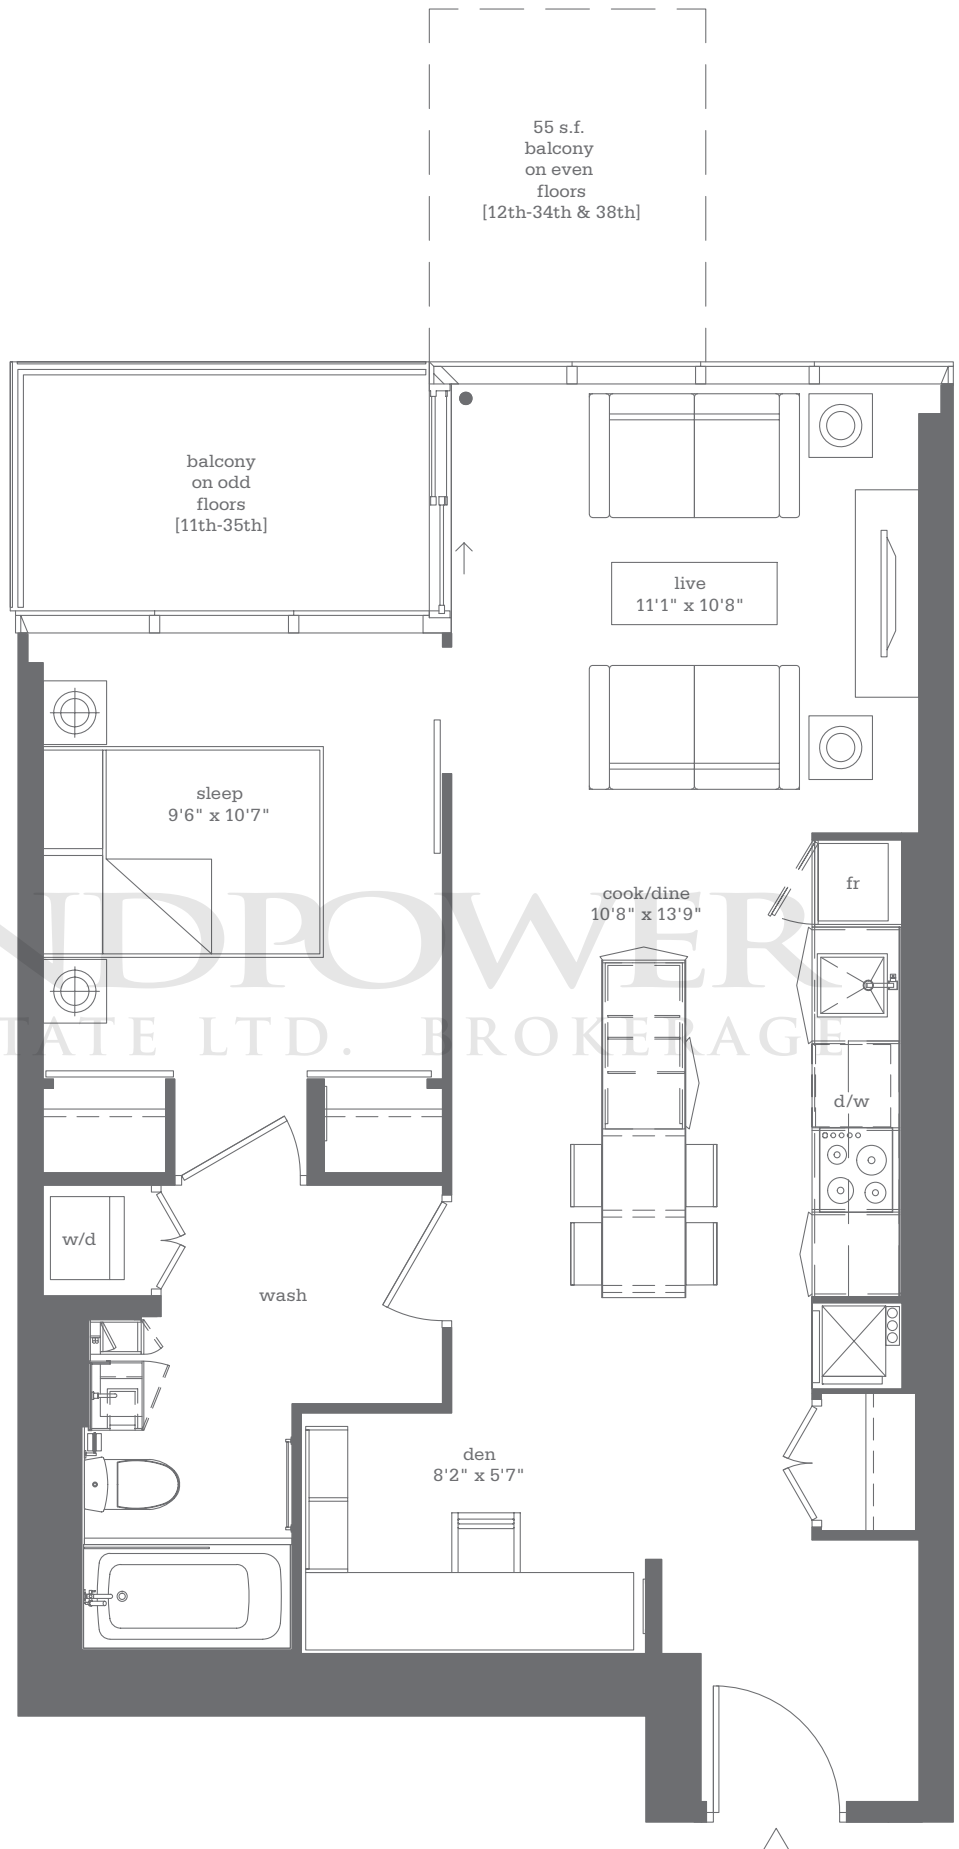 55 s.f.
balcony
on even
floors
[12th-34th & 38th]
balcony
on odd
floors
[11th-35th]
live
11'1" x 10'8"
sleep
9'6" x 10'7"
fr
cook/dine
10'8" x 13'9"
NDPOWER
TATE LTD. BROKERAGE
d/w
w/d
wash
den
8'2" x 5'7"